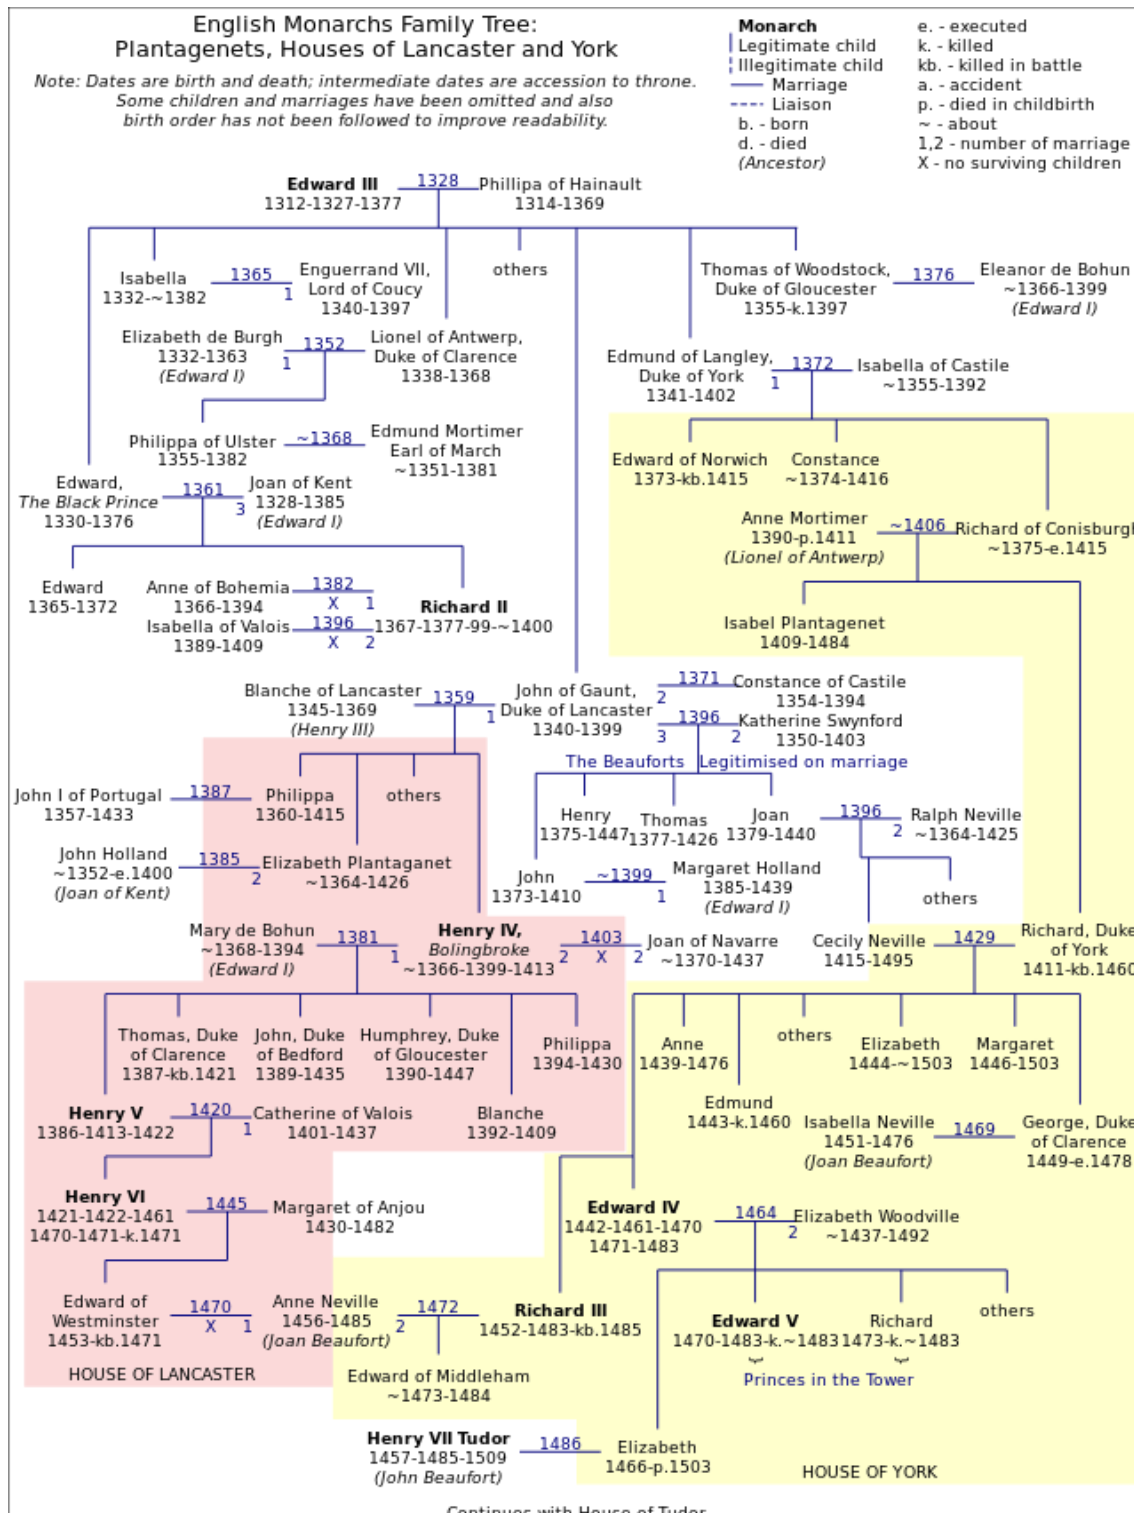 English Monarchs Family Tree:
Plantagenets, Houses of Lancaster and York
Note: Dates are birth and death; intermediate dates are accession to throne.
Some children and marriages have been omitted and also
birth order has not been followed to improve readability.
Monarch
Legitimate child
Illegitimate child
Marriage
Liaison
b. - born
d. - died
(Ancestor)
e. - executed
k. - killed
kb. - killed in battle
a. - accident
p. - died in childbirth
~ - about
1,2 - number of marriage
X - no surviving children
Edward III
1312-1327-1377
1328
Phillipa of Hainault
1314-1369
Isabella
1332-~1382
1365
1
Enguerrand VII,
Lord of Coucy
1340-1397
others
Thomas of Woodstock,
Duke of Gloucester
1355-k.1397
1376
Eleanor de Bohun
~1366-1399
(Edward I)
Elizabeth de Burgh
1332-1363
(Edward I)
1352
1
Lionel of Antwerp,
Duke of Clarence
1338-1368
Edmund of Langley,
Duke of York
1341-1402
1372
1
Isabella of Castile
~1355-1392
Philippa of Ulster
1355-1382
~1368
Edmund Mortimer
Earl of March
~1351-1381
Edward of Norwich
1373-kb.1415
Constance
~1374-1416
Edward,
The Black Prince
1330-1376
1361
3
Joan of Kent
1328-1385
(Edward I)
Anne Mortimer
1390-p.1411
(Lionel of Antwerp)
~1406
Richard of Conisburgh
~1375-e.1415
Edward
1365-1372
Anne of Bohemia
1366-1394
1382
X 1
Isabella of Valois
1389-1409
1396
X 2
Richard II
1367-1377-99-~1400
Isabel Plantagenet
1409-1484
Blanche of Lancaster
1345-1369
(Henry III)
1359
1
John of Gaunt,
Duke of Lancaster
1340-1399
1371
2
Constance of Castile
1354-1394
1396
3 2
Katherine Swynford
1350-1403
The Beauforts Legitimised on marriage
John I of Portugal
1357-1433
1387
Philippa
1360-1415
others
Henry
1375-1447
Thomas
1377-1426
Joan
1379-1440
1396
2
Ralph Neville
~1364-1425
John Holland
~1352-e.1400
(Joan of Kent)
1385
2
Elizabeth Plantaganet
~1364-1426
John
1373-1410
~1399
1
Margaret Holland
1385-1439
(Edward I)
others
Mary de Bohun
~1368-1394
(Edward I)
1381
1
Henry IV,
Bolingbroke
~1366-1399-1413
1403
2 X 2
Joan of Navarre
~1370-1437
Cecily Neville
1415-1495
1429
Richard, Duke
of York
1411-kb.1460
Thomas, Duke
of Clarence
1387-kb.1421
John, Duke
of Bedford
1389-1435
Humphrey, Duke
of Gloucester
1390-1447
Philippa
1394-1430
Anne
1439-1476
others
Elizabeth
1444-~1503
Margaret
1446-1503
Henry V
1386-1413-1422
1420
1
Catherine of Valois
1401-1437
Blanche
1392-1409
Edmund
1443-k.1460
Isabella Neville
1451-1476
(Joan Beaufort)
1469
George, Duke
of Clarence
1449-e.1478
Henry VI
1421-1422-1461
1470-1471-k.1471
1445
Margaret of Anjou
1430-1482
Edward IV
1442-1461-1470
1471-1483
1464
2
Elizabeth Woodville
~1437-1492
Edward of
Westminster
1453-kb.1471
1470
X 1
Anne Neville
1456-1485
(Joan Beaufort)
1472
2
Richard III
1452-1483-kb.1485
Edward V
1470-1483-k.~1483
Richard
1473-k.~1483
others
Princes in the Tower
HOUSE OF LANCASTER
Edward of Middleham
~1473-1484
Henry VII Tudor
1457-1485-1509
(John Beaufort)
1486
Elizabeth
1466-p.1503
HOUSE OF YORK
Continues with House of Tudor